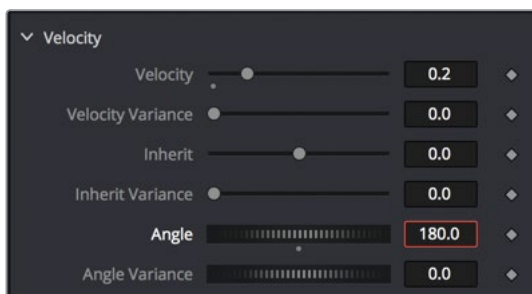 Velocity
Velocity 0.2
Velocity Variance 0.0
Inherit 0.0
Inherit Variance 0.0
Angle 180.0
Angle Variance 0.0